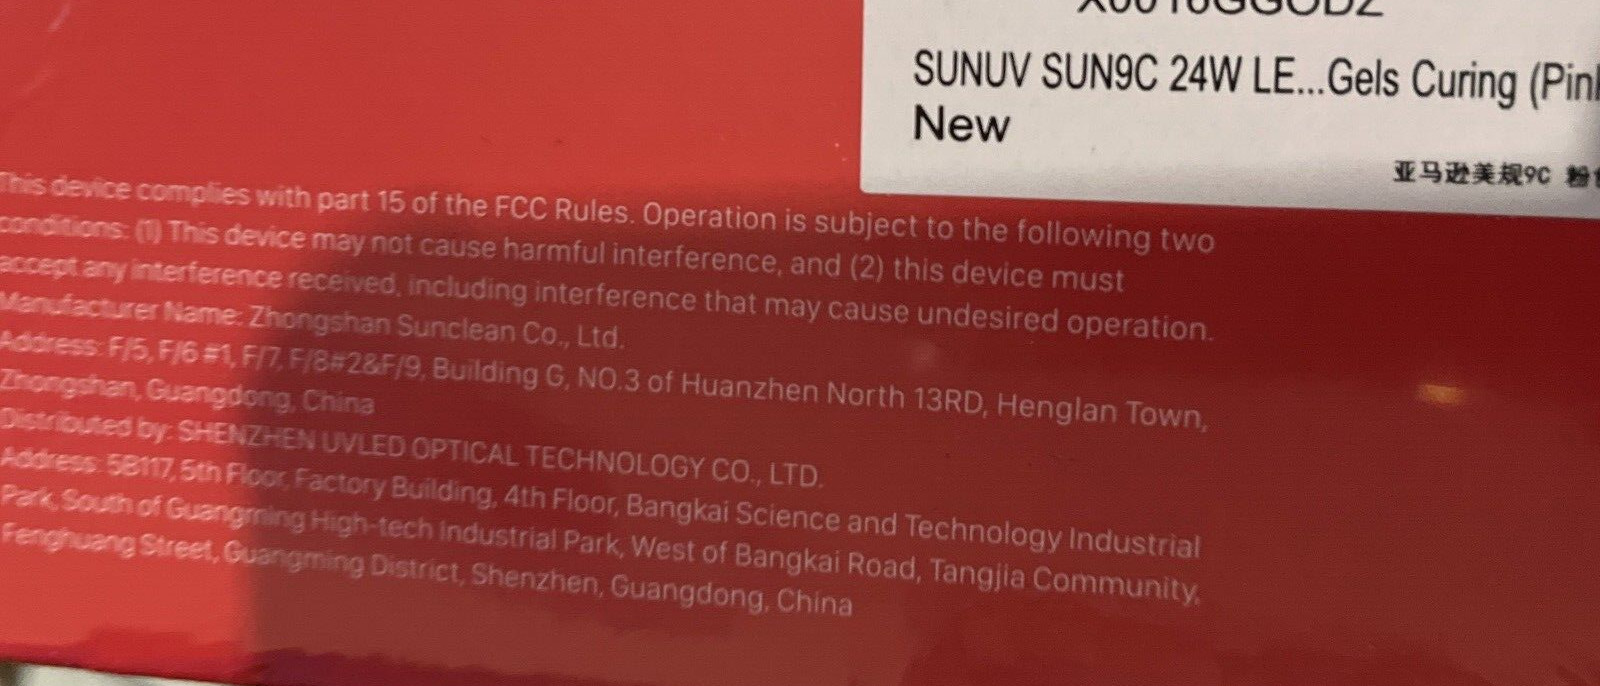 SUNUV SUN9C 24W LE...Gels Curing (Pink
New
亚马逊美规9C 粉
This device complies with part 15 of the FCC Rules. Operation is subject to the following two
conditions: (1) This device may not cause harmful interference, and (2) this device must
accept any interference received, including interference that may cause undesired operation.
Manufacturer Name: Zhongshan Sunclean Co., Ltd.
Address: F/5, F/6 #1, F/7, F/8#2&F/9, Building G, NO.3 of Huanzhen North 13RD, Henglan Town,
Zhongshan, Guangdong, China
Distributed by: SHENZHEN UVLED OPTICAL TECHNOLOGY CO., LTD.
Address: 5B117, 5th Floor, Factory Building, 4th Floor, Bangkai Science and Technology Industrial
Park, South of Guangming High-tech Industrial Park, West of Bangkai Road, Tangjia Community,
Fenghuang Street, Guangming District, Shenzhen, Guangdong, China